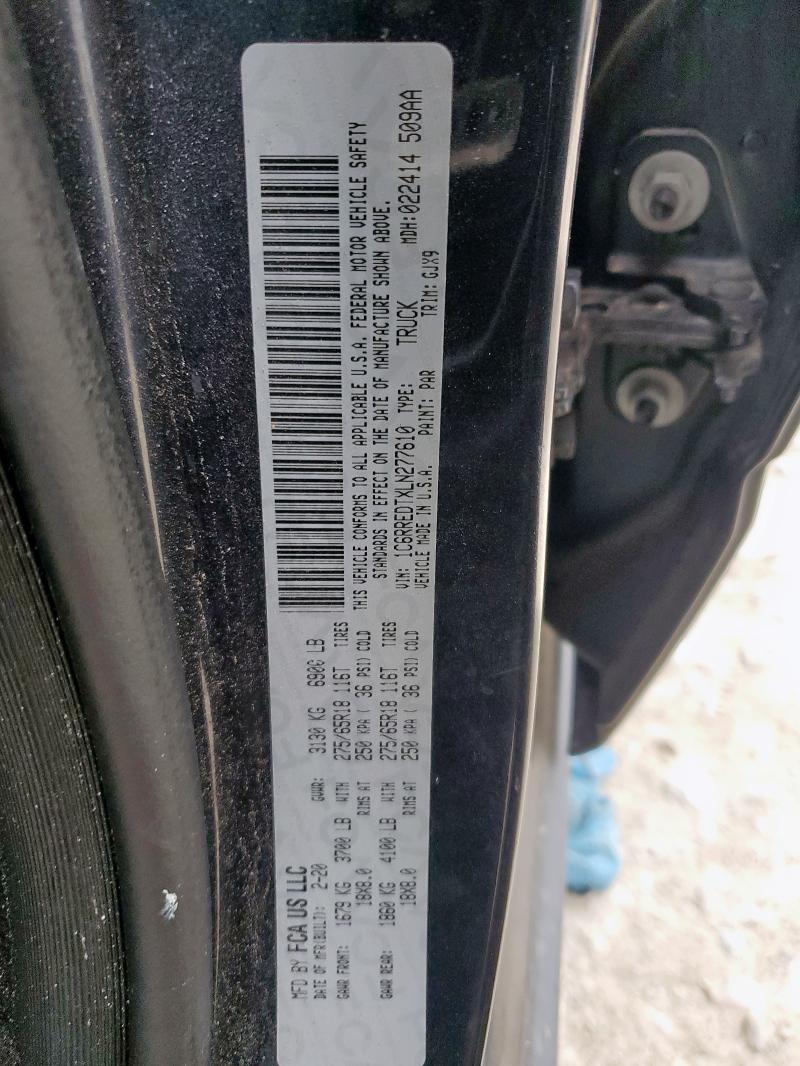 MFD BY FCA US LLC
DATE OF MFR(BUILT): 2-20 GVWR: 3130 KG 6900 LB
GAWR FRONT: 1679 KG 3700 LB WITH 275/65R18 116T TIRES
18X8.0 RIMS AT 250 KPA ( 36 PSI) COLD
GAWR REAR: 1860 KG 4100 LB WITH 275/65R18 116T TIRES
18X8.0 RIMS AT 250 KPA ( 36 PSI) COLD
THIS VEHICLE CONFORMS TO ALL APPLICABLE U.S.A. FEDERAL MOTOR VEHICLE SAFETY
STANDARDS IN EFFECT ON THE DATE OF MANUFACTURE SHOWN ABOVE.
VIN: 1C6RREDTXLN277610 TYPE: TRUCK MDH:022414 509AA
VEHICLE MADE IN U.S.A. PAINT: PAR TRIM: GJX9